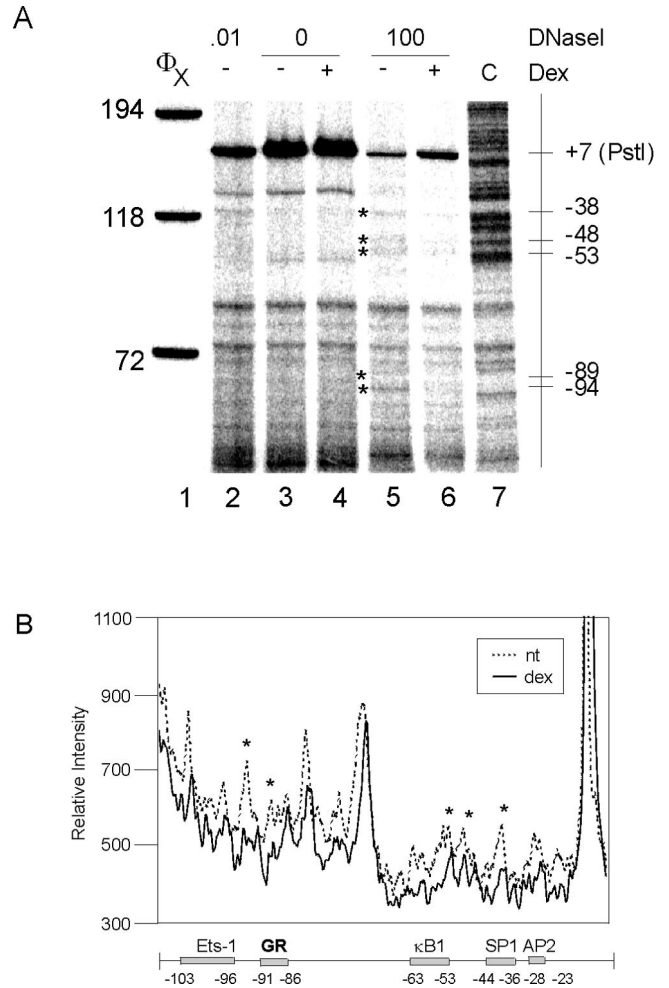 A
.01 0 100 DNaseI
ΦX - - + - + C Dex
194
118
72
+7 (PstI)
-38
-48
-53
-89
-94
*
*
*
*
*
1 2 3 4 5 6 7
B
Relative Intensity
1100
900
700
500
300
nt
dex
* * * * *
Ets-1 GR κB1 SP1 AP2
-103 -96 -91 -86 -63 -53 -44 -36 -28 -23